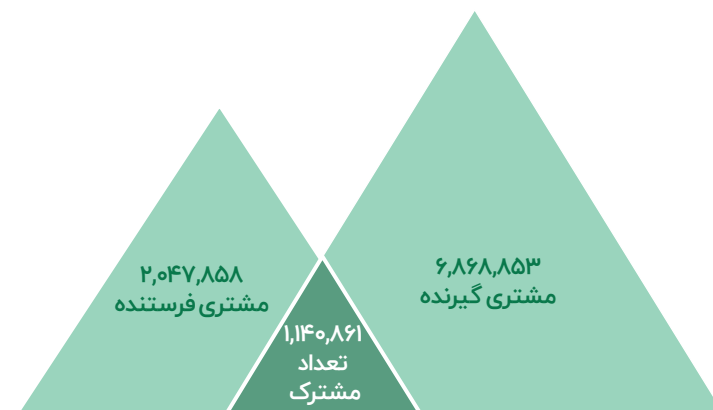 ۶,۸۶۸,۸۵۳
مشتری گیرنده
۲,۰۴۷,۸۵۸
مشتری فرستنده
۱,۱۴۰,۸۶۱
تعداد
مشترک